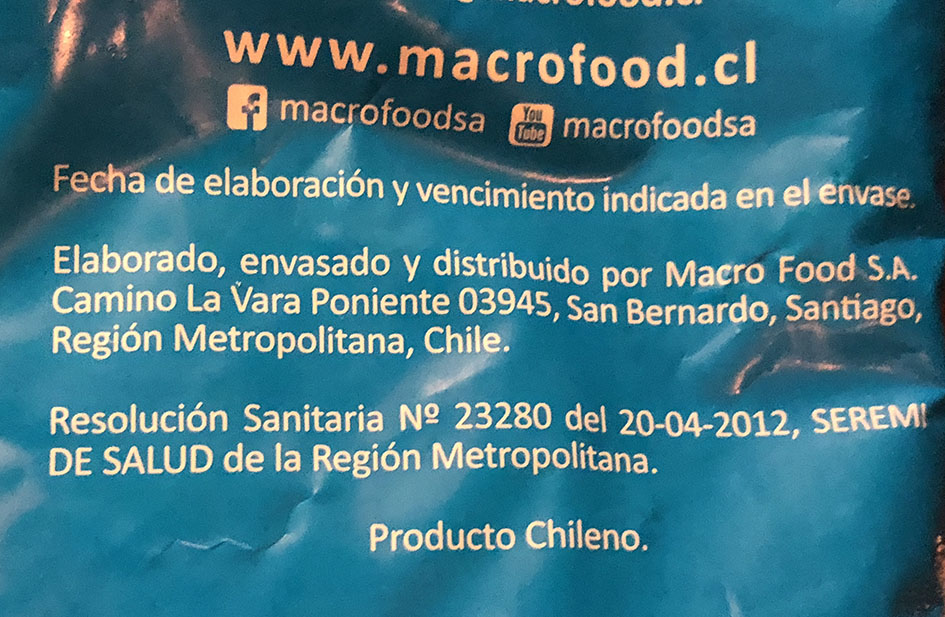 www.macrofood.cl
macrofoodsa You Tube macrofoodsa
Fecha de elaboración y vencimiento indicada en el envase.
Elaborado, envasado y distribuido por Macro Food S.A.
Camino La Vara Poniente 03945, San Bernardo, Santiago,
Región Metropolitana, Chile.
Resolución Sanitaria Nº 23280 del 20-04-2012, SEREMI
DE SALUD de la Región Metropolitana.
Producto Chileno.